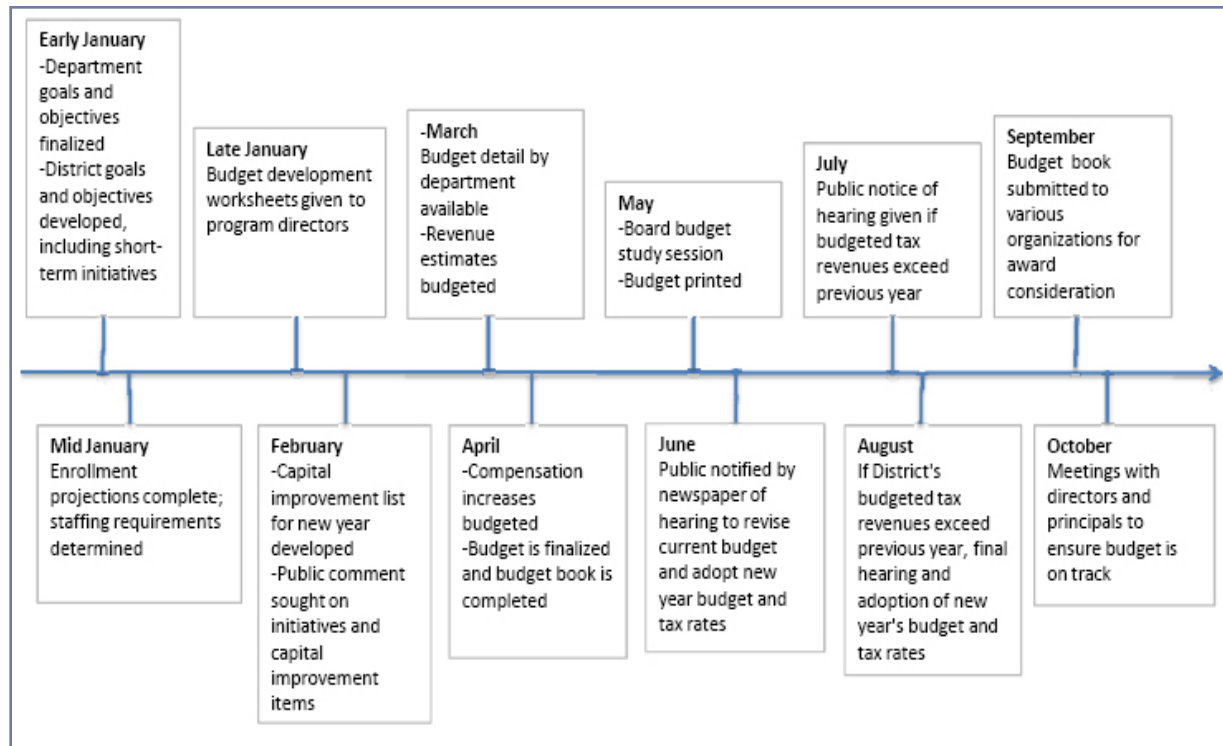 Early January
-Department
goals and
objectives
finalized
-District goals
and objectives
developed,
including short-
term initiatives
Mid January
Enrollment
projections complete;
staffing requirements
determined
Late January
Budget development
worksheets given to
program directors
February
-Capital
improvement list
for new year
developed
-Public comment
sought on
initiatives and
capital
improvement
items
-March
Budget detail by
department
available
-Revenue
estimates
budgeted
April
-Compensation
increases
budgeted
-Budget is finalized
and budget book is
completed
May
-Board budget
study session
-Budget printed
June
Public notified by
newspaper of
hearing to revise
current budget
and adopt new
year budget and
tax rates
July
Public notice of
hearing given if
budgeted tax
revenues exceed
previous year
August
If District's
budgeted tax
revenues exceed
previous year, final
hearing and
adoption of new
year's budget and
tax rates
September
Budget book
submitted to
various
organizations for
award
consideration
October
Meetings with
directors and
principals to
ensure budget is
on track